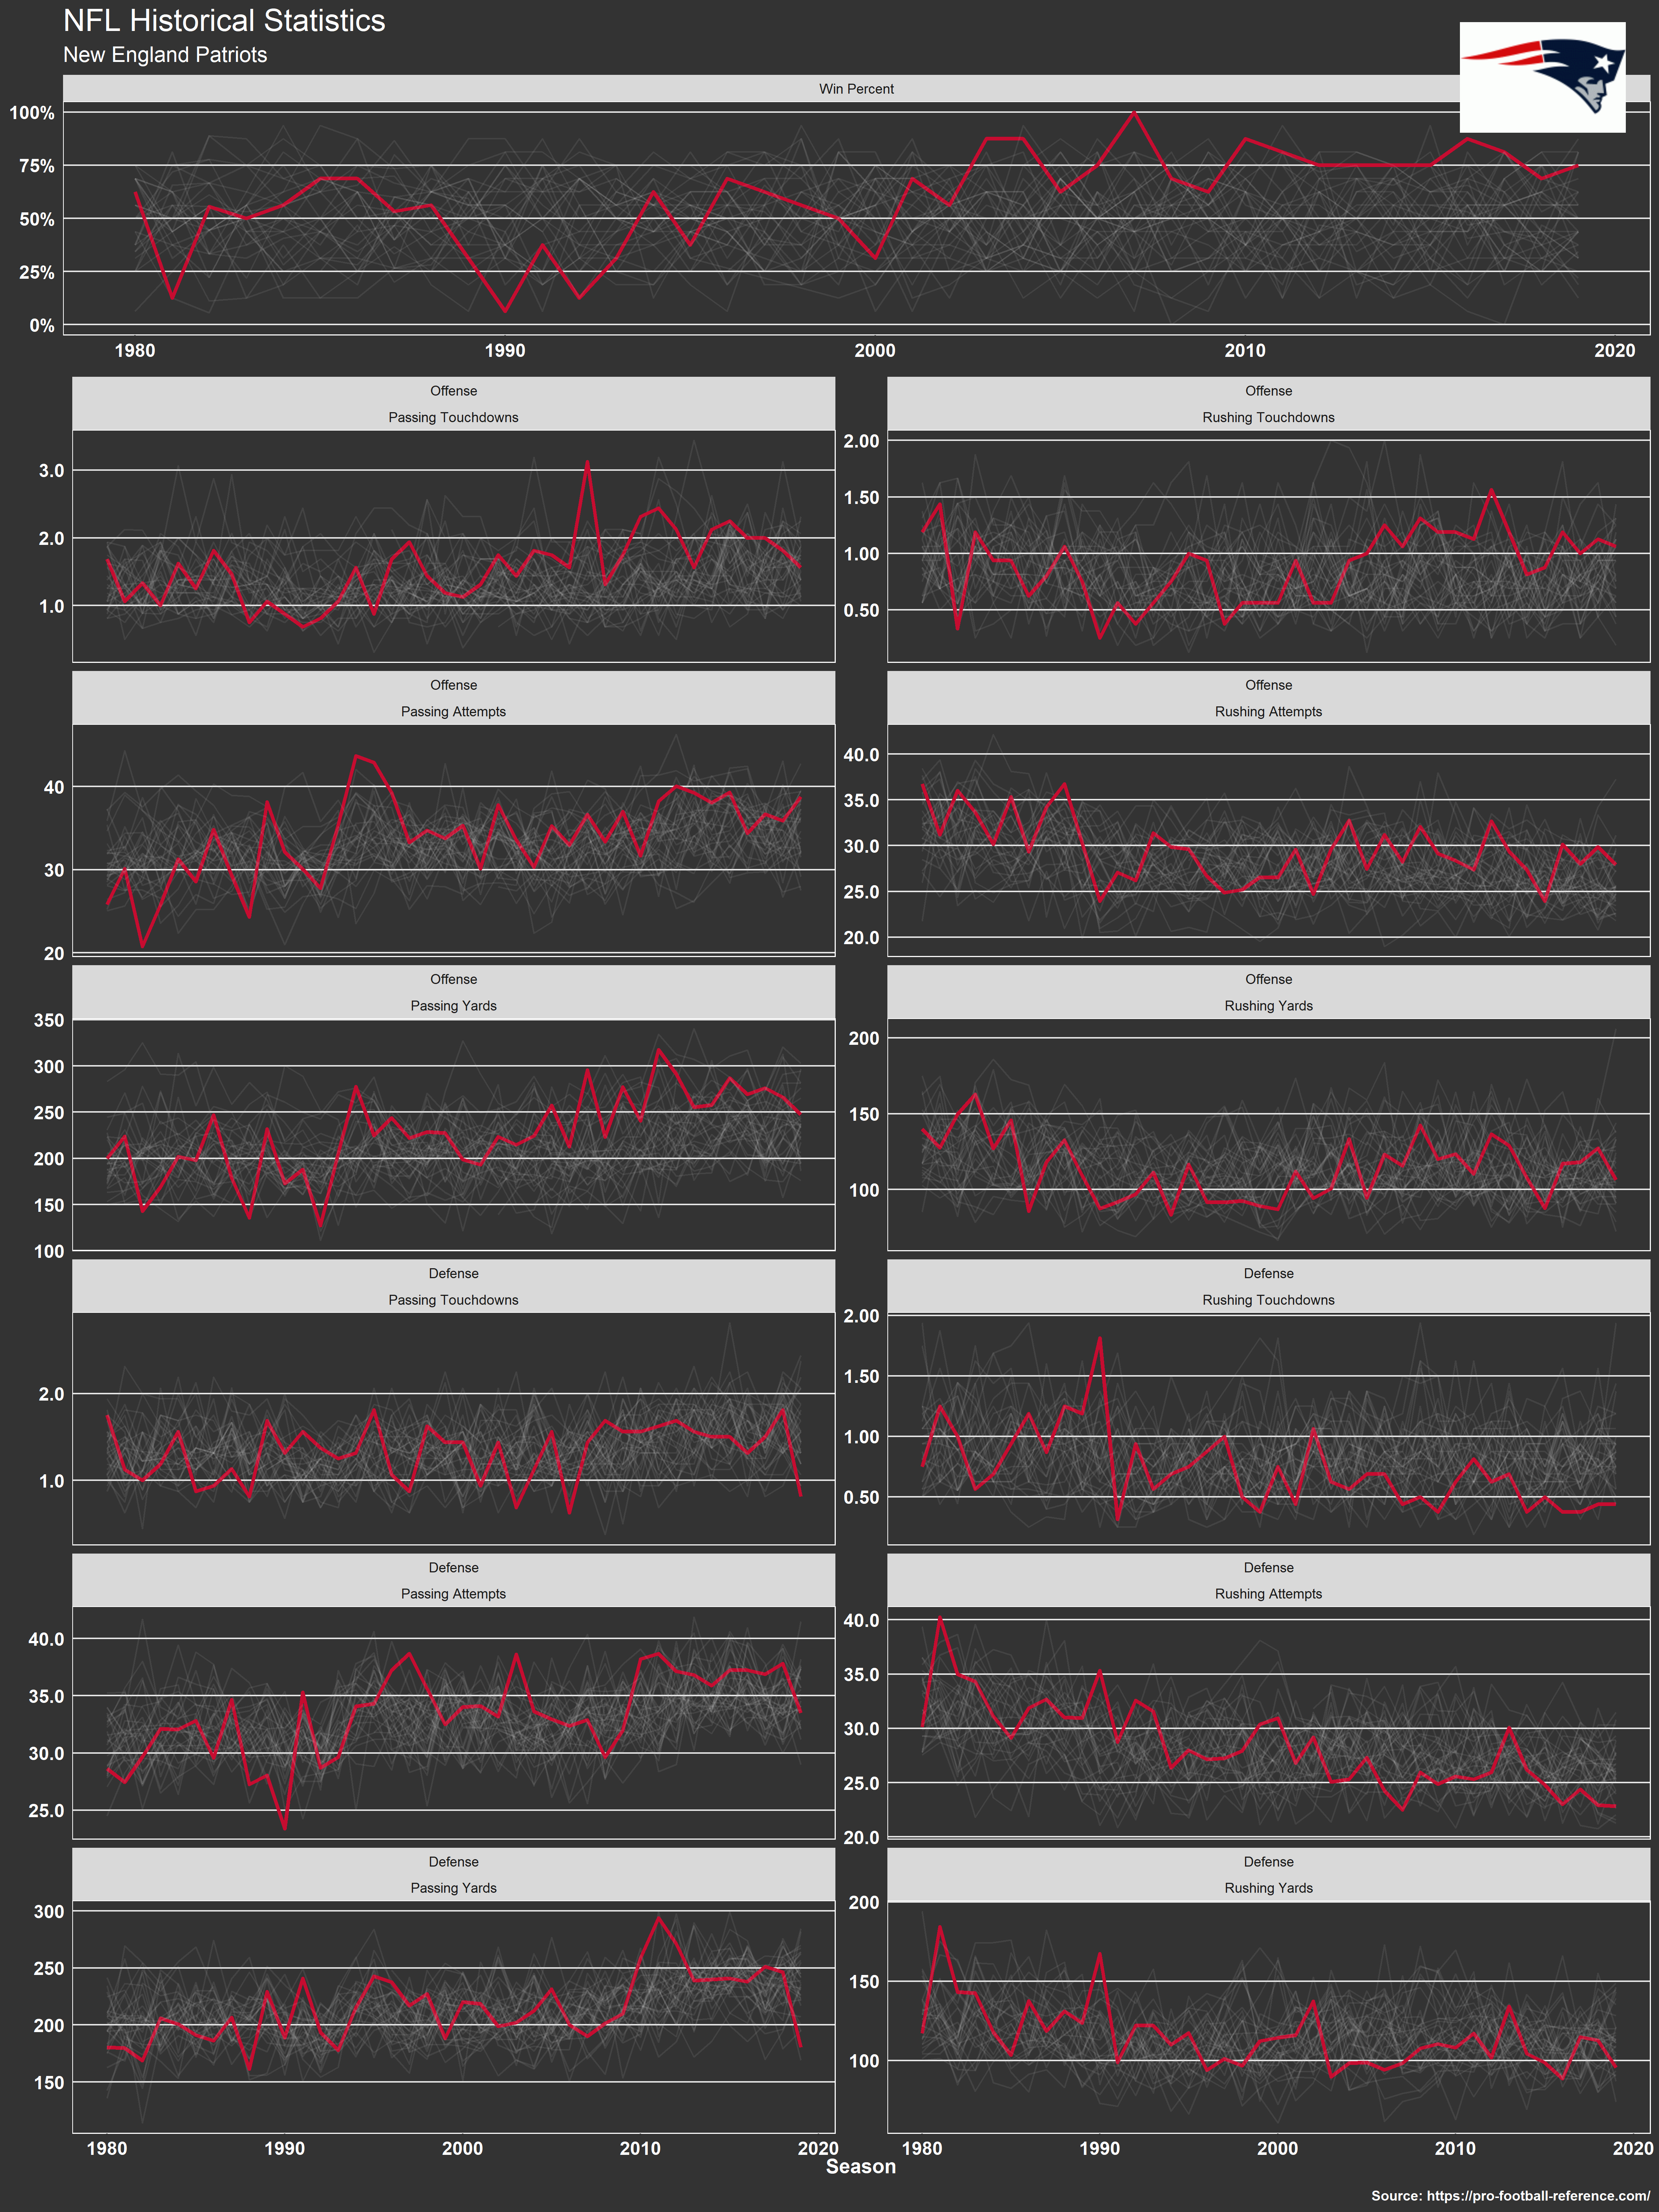 NFL Historical Statistics
New England Patriots
Win Percent
100%
75%
50%
25%
0%
1980 1990 2000 2010 2020
Offense
Passing Touchdowns
3.0
2.0
1.0
Offense
Rushing Touchdowns
2.00
1.50
1.00
0.50
Offense
Passing Attempts
40
30
20
Offense
Rushing Attempts
40.0
35.0
30.0
25.0
20.0
Offense
Passing Yards
350
300
250
200
150
100
Offense
Rushing Yards
200
150
100
Defense
Passing Touchdowns
2.0
1.0
Defense
Rushing Touchdowns
2.00
1.50
1.00
0.50
Defense
Passing Attempts
40.0
35.0
30.0
25.0
Defense
Rushing Attempts
40.0
35.0
30.0
25.0
20.0
Defense
Passing Yards
300
250
200
150
Defense
Rushing Yards
200
150
100
1980 1990 2000 2010 2020
1980 1990 2000 2010 2020
Season
Source: https://pro-football-reference.com/